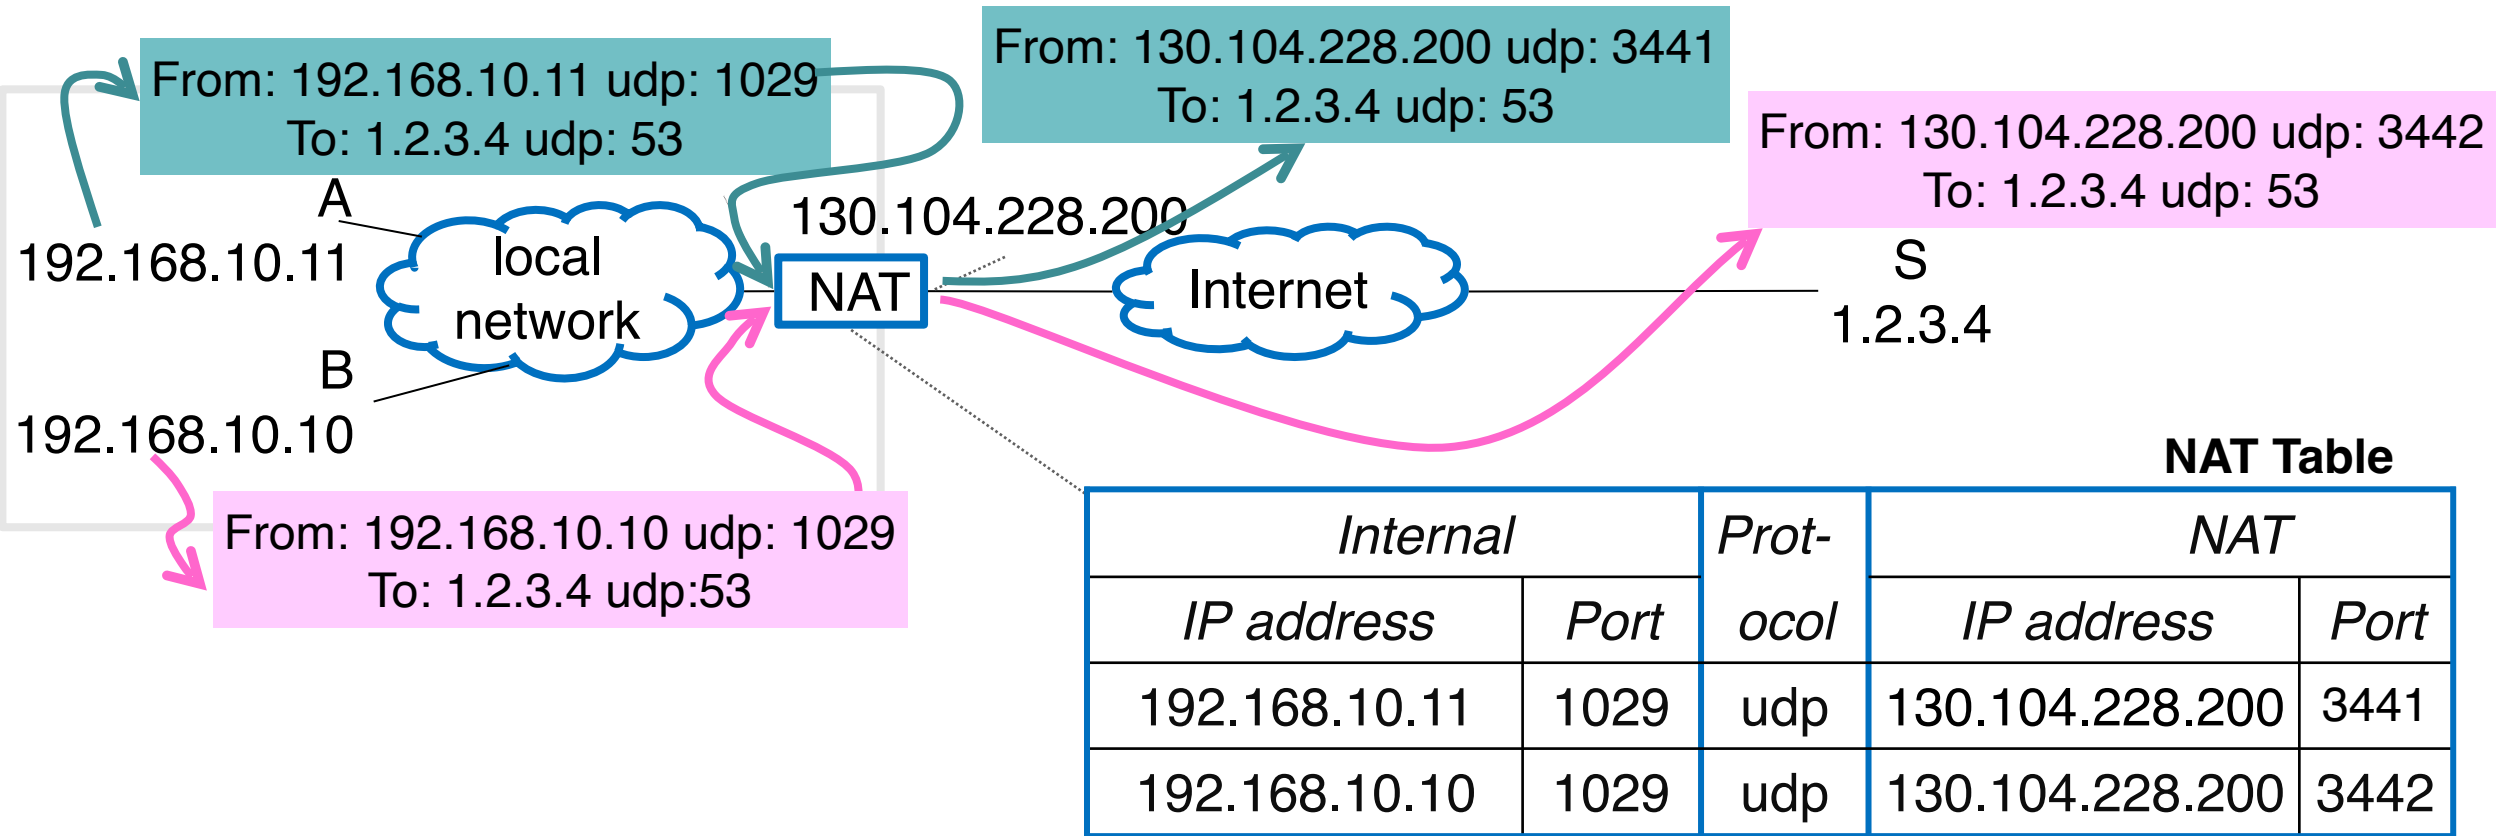 From: 192.168.10.11 udp: 1029
To: 1.2.3.4 udp: 53
From: 130.104.228.200 udp: 3441
To: 1.2.3.4 udp: 53
From: 130.104.228.200 udp: 3442
To: 1.2.3.4 udp: 53
A
192.168.10.11
local
network
130.104.228.200
NAT
Internet
S
1.2.3.4
B
192.168.10.10
From: 192.168.10.10 udp: 1029
To: 1.2.3.4 udp:53
NAT Table
Internal Prot- NAT
IP address Port ocol IP address Port
192.168.10.11 1029 udp 130.104.228.200 3441
192.168.10.10 1029 udp 130.104.228.200 3442